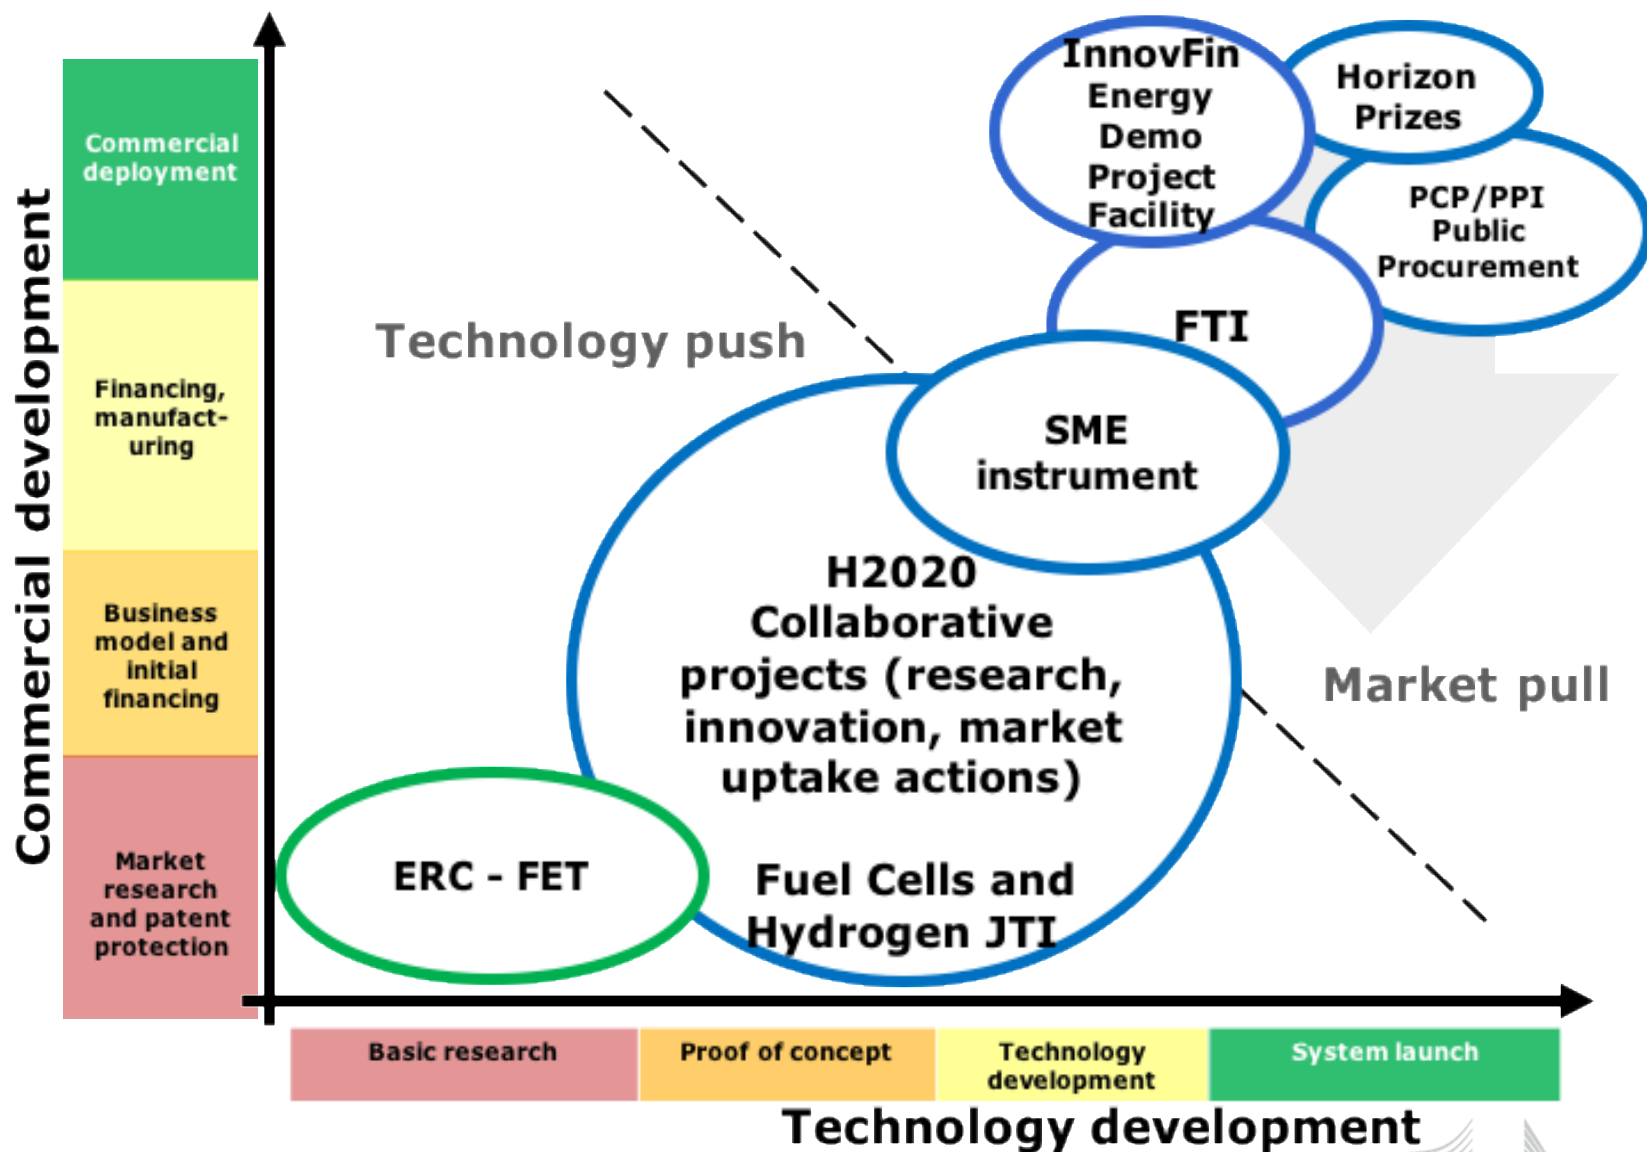 InnovFin
Energy
Demo
Project
Facility
Horizon
Prizes
PCP/PPI
Public
Procurement
FTI
SME
instrument
Technology push
Market pull
H2020
Collaborative
projects (research,
innovation, market
uptake actions)
Fuel Cells and
Hydrogen JTI
ERC - FET
Commercial development
Commercial
deployment
Financing,
manufact-
uring
Business
model and
initial
financing
Market
research
and patent
protection
Basic research
Proof of concept
Technology
development
System launch
Technology development